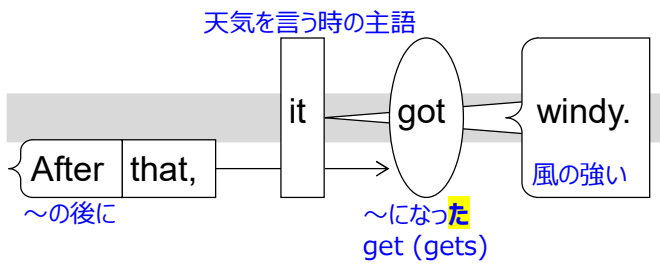 天気を言う時の主語
it got windy.
After that,
風の強い
～の後に
～になった
get (gets)